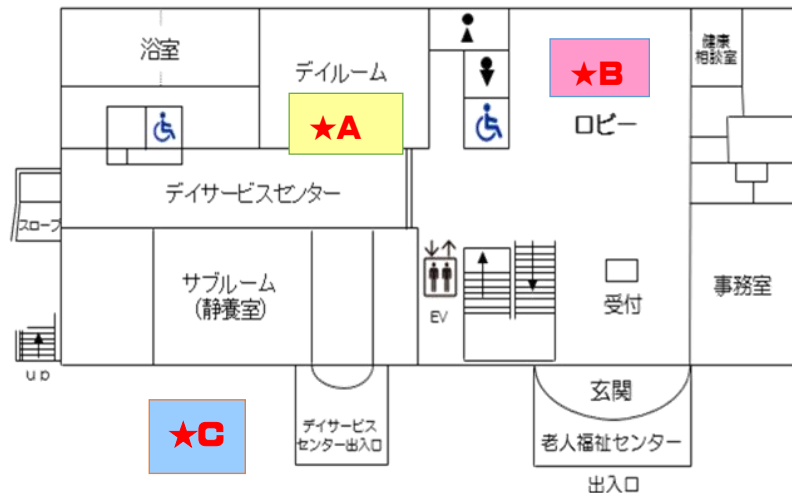 浴室
デイルーム
★A
★B
ロビー
健康
相談室
デイサービスセンター
スロープ
サブルーム
(静養室)
EV
受付
事務室
up
★C
デイサービス
センター出入口
玄関
老人福祉センター
出入口